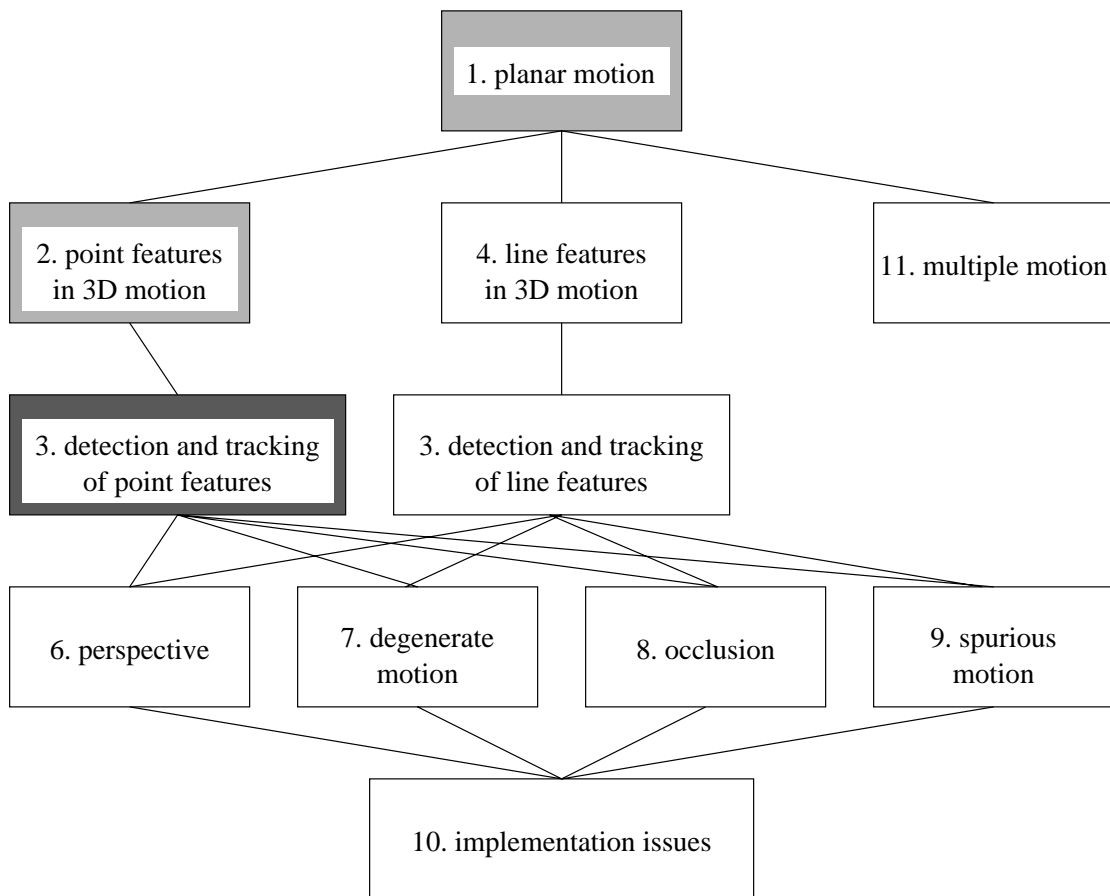 1. planar motion
2. point features
in 3D motion
4. line features
in 3D motion
11. multiple motion
3. detection and tracking
of point features
3. detection and tracking
of line features
6. perspective
7. degenerate
motion
8. occlusion
9. spurious
motion
10. implementation issues